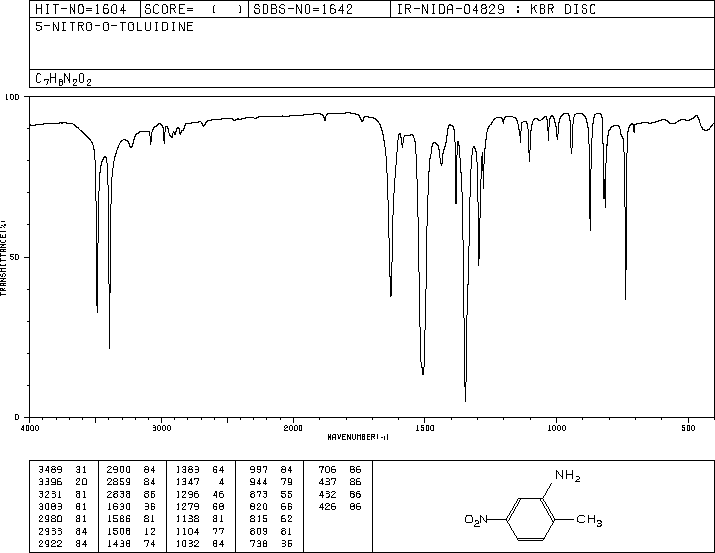 HIT-NO=1604 SCORE= ( ) SDBS-NO=1642 IR-NIDA-04829 : KBR DISC
5-NITRO-O-TOLUIDINE
C7H8N2O2
100
50
0
TRANSMITTANCE(%)
4000 3000 2000 1500 1000 500
WAVENUMBER(-1)
3489 31 2900 84 1383 64 997 84 706 86
3396 20 2859 84 1347 4 944 79 437 86
3231 81 2838 86 1296 46 873 55 432 86
3083 81 1630 36 1279 68 820 66 426 86
2980 81 1586 81 1138 81 815 62
2933 84 1508 12 1104 77 809 81
2922 84 1438 74 1032 84 738 35
NH2
O2N
CH3